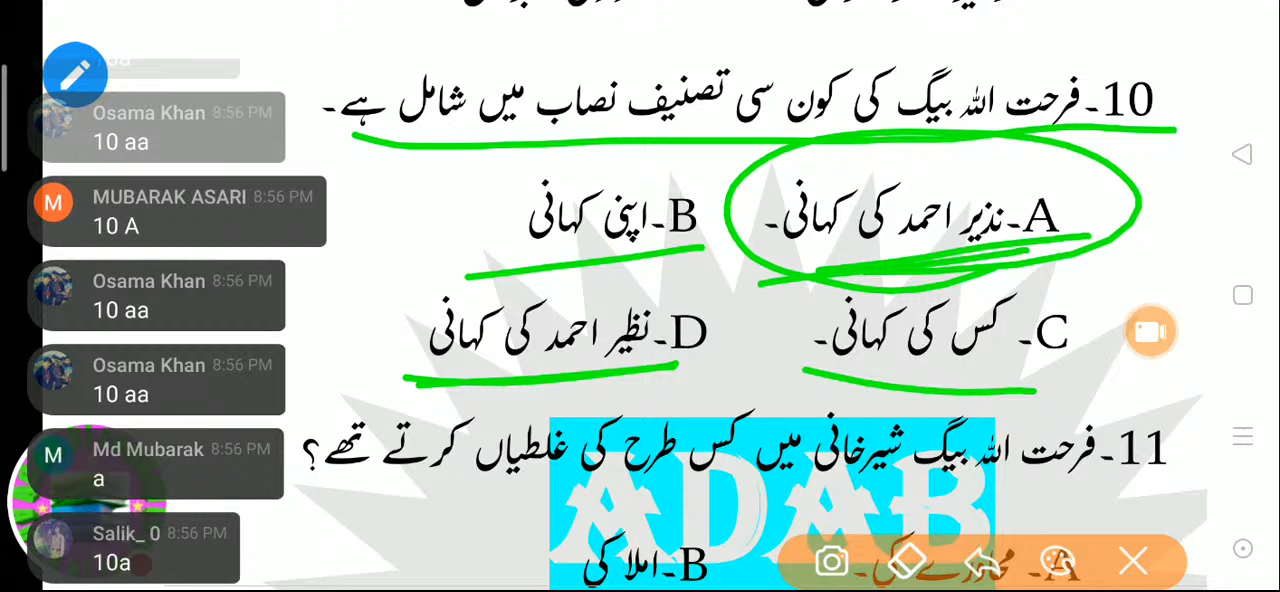 10۔فرحت اللہ بیگ کی کون سی تصنیف نصاب میں شامل ہے۔
A۔نذیر احمد کی کہانی۔
B۔اپنی کہانی
C۔ کس کی کہانی۔
D۔نظیر احمد کی کہانی
11۔فرحت اللہ بیگ شیرخانی میں کس طرح کی غلطیاں کرتے تھے؟
ADAB
A۔ محاورے کی۔
B۔املا کی
Osama Khan 8:56 PM
10 aa
M
MUBARAK ASARI 8:56 PM
10 A
Osama Khan 8:56 PM
10 aa
Osama Khan 8:56 PM
10 aa
M
Md Mubarak 8:56 PM
a
Salik_ 0 8:56 PM
10a